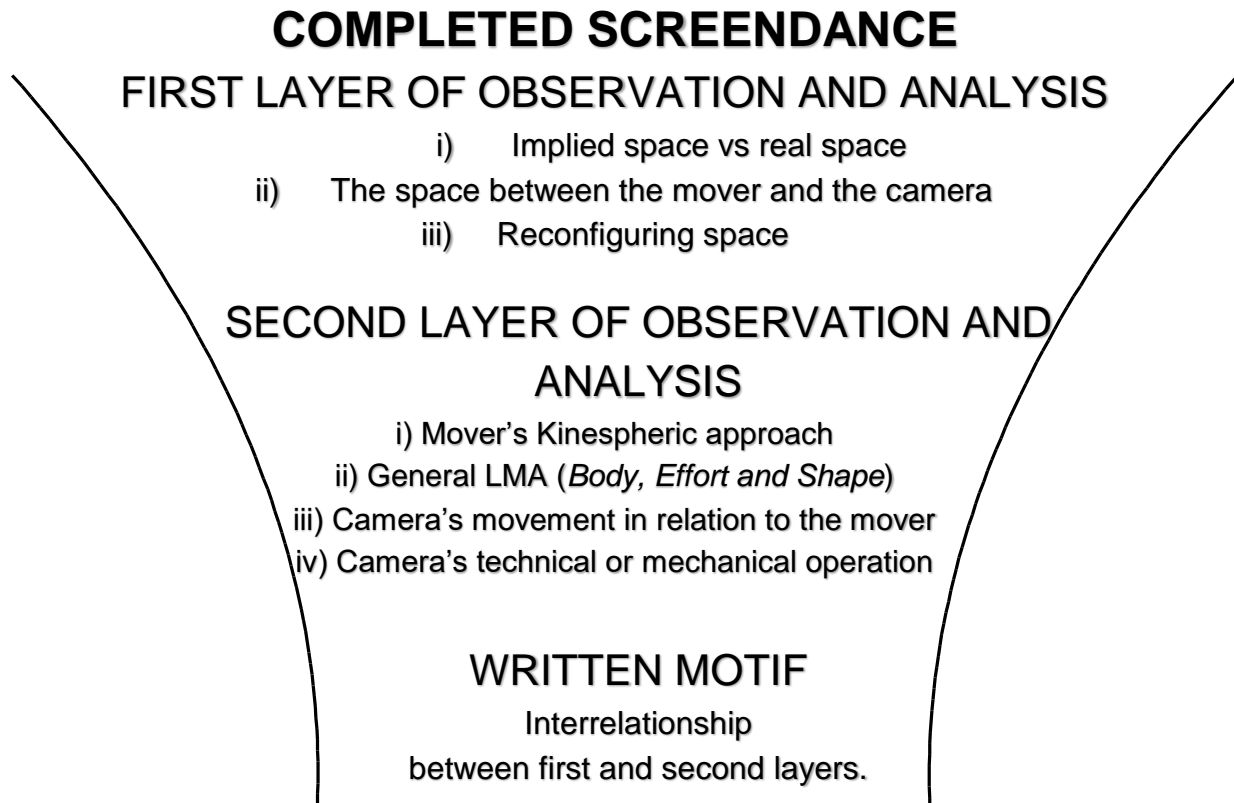 COMPLETED SCREENDANCE
FIRST LAYER OF OBSERVATION AND ANALYSIS
i) Implied space vs real space
ii) The space between the mover and the camera
iii) Reconfiguring space
SECOND LAYER OF OBSERVATION AND
ANALYSIS
i) Mover’s Kinespheric approach
ii) General LMA (Body, Effort and Shape)
iii) Camera’s movement in relation to the mover
iv) Camera’s technical or mechanical operation
WRITTEN MOTIF
Interrelationship
between first and second layers.